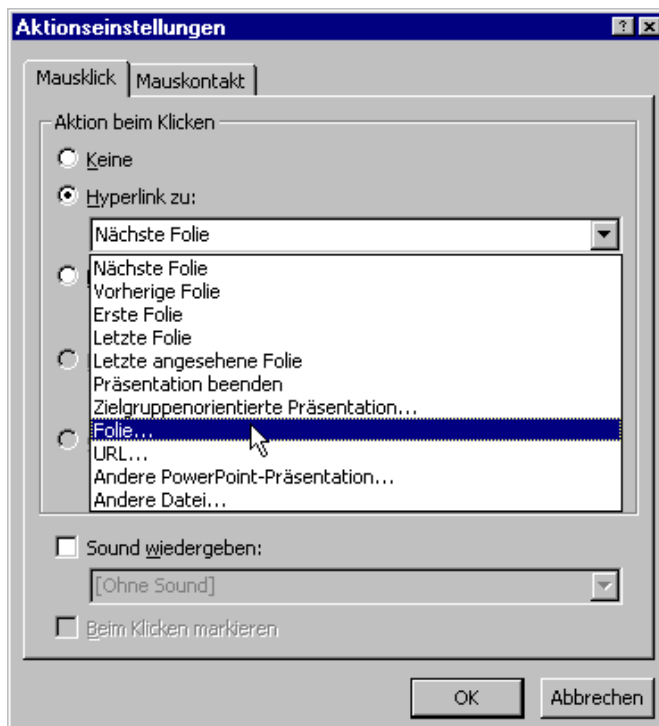 Aktionseinstellungen
Mausklick Mauskontakt
Aktion beim Klicken
Keine
Hyperlink zu:
Nächste Folie
Nächste Folie
Vorherige Folie
Erste Folie
Letzte Folie
Letzte angesehene Folie
Präsentation beenden
Zielgruppenorientierte Präsentation...
Folie...
URL...
Andere PowerPoint-Präsentation...
Andere Datei...
Sound wiedergeben:
[Ohne Sound]
Beim Klicken markieren
OK Abbrechen